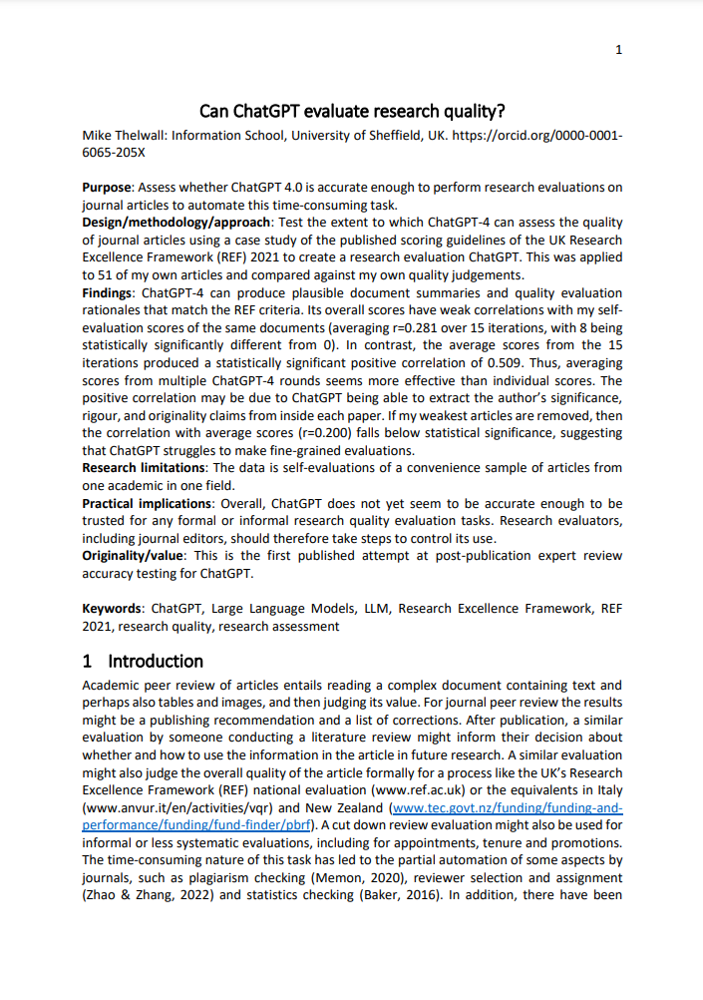 1
Can ChatGPT evaluate research quality?
Mike Thelwall: Information School, University of Sheffield, UK. https://orcid.org/0000-0001-
6065-205X
Purpose: Assess whether ChatGPT 4.0 is accurate enough to perform research evaluations on
journal articles to automate this time-consuming task.
Design/methodology/approach: Test the extent to which ChatGPT-4 can assess the quality
of journal articles using a case study of the published scoring guidelines of the UK Research
Excellence Framework (REF) 2021 to create a research evaluation ChatGPT. This was applied
to 51 of my own articles and compared against my own quality judgements.
Findings: ChatGPT-4 can produce plausible document summaries and quality evaluation
rationales that match the REF criteria. Its overall scores have weak correlations with my self-
evaluation scores of the same documents (averaging r=0.281 over 15 iterations, with 8 being
statistically significantly different from 0). In contrast, the average scores from the 15
iterations produced a statistically significant positive correlation of 0.509. Thus, averaging
scores from multiple ChatGPT-4 rounds seems more effective than individual scores. The
positive correlation may be due to ChatGPT being able to extract the author's significance,
rigour, and originality claims from inside each paper. If my weakest articles are removed, then
the correlation with average scores (r=0.200) falls below statistical significance, suggesting
that ChatGPT struggles to make fine-grained evaluations.
Research limitations: The data is self-evaluations of a convenience sample of articles from
one academic in one field.
Practical implications: Overall, ChatGPT does not yet seem to be accurate enough to be
trusted for any formal or informal research quality evaluation tasks. Research evaluators,
including journal editors, should therefore take steps to control its use.
Originality/value: This is the first published attempt at post-publication expert review
accuracy testing for ChatGPT.
Keywords: ChatGPT, Large Language Models, LLM, Research Excellence Framework, REF
2021, research quality, research assessment
1 Introduction
Academic peer review of articles entails reading a complex document containing text and
perhaps also tables and images, and then judging its value. For journal peer review the results
might be a publishing recommendation and a list of corrections. After publication, a similar
evaluation by someone conducting a literature review might inform their decision about
whether and how to use the information in the article in future research. A similar evaluation
might also judge the overall quality of the article formally for a process like the UK's Research
Excellence Framework (REF) national evaluation (www.ref.ac.uk) or the equivalents in Italy
(www.anvur.it/en/activities/vqr) and New Zealand (www.tec.govt.nz/funding/funding-and-
performance/funding/fund-finder/pbrf). A cut down review evaluation might also be used for
informal or less systematic evaluations, including for appointments, tenure and promotions.
The time-consuming nature of this task has led to the partial automation of some aspects by
journals, such as plagiarism checking (Memon, 2020), reviewer selection and assignment
(Zhao & Zhang, 2022) and statistics checking (Baker, 2016). In addition, there have been